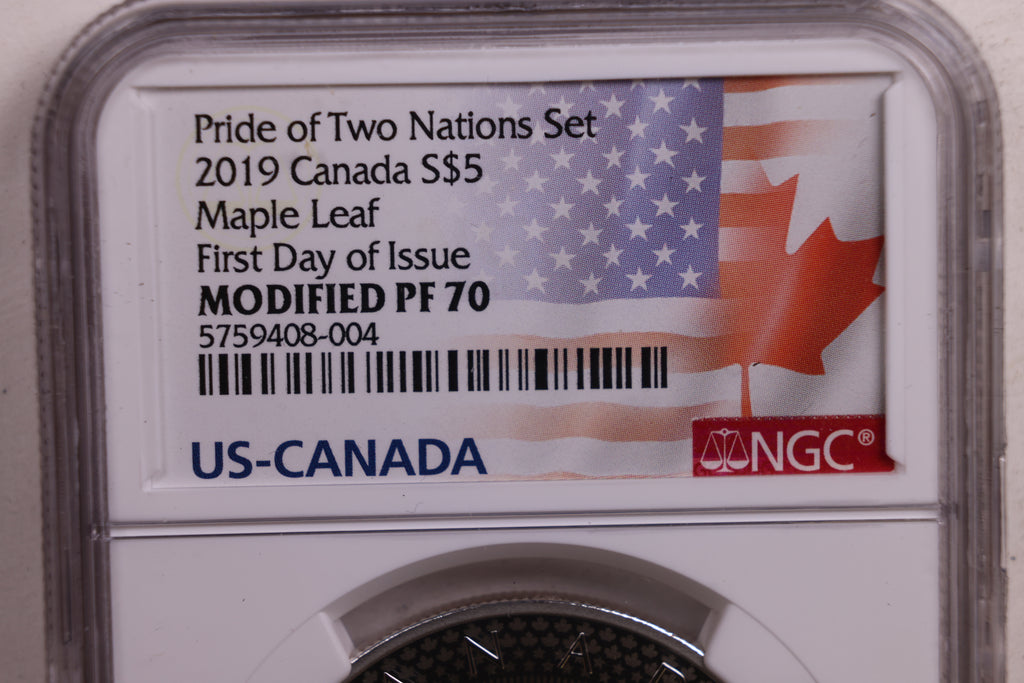 Pride of Two Nations Set
2019 Canada S$5
Maple Leaf
First Day of Issue
MODIFIED PF 70
5759408-004
US-CANADA
NGC®
N A